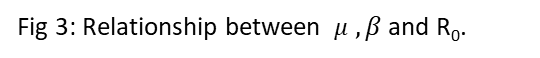 Fig 3: Relationship between μ , β and R₀.